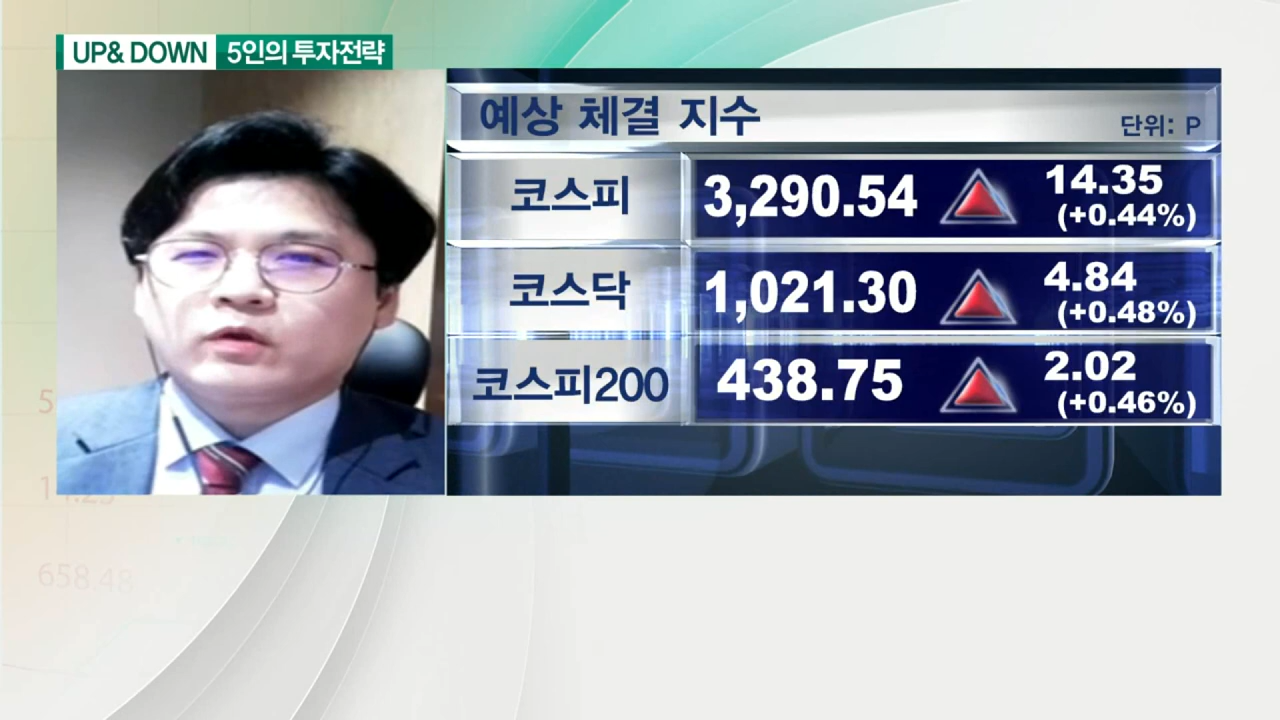 UP& DOWN 5인의 투자전략
예상 체결 지수
단위: P
코스피 3,290.54 14.35
(+0.44%)
코스닥 1,021.30 4.84
(+0.48%)
코스피200 438.75 2.02
(+0.46%)
658.48